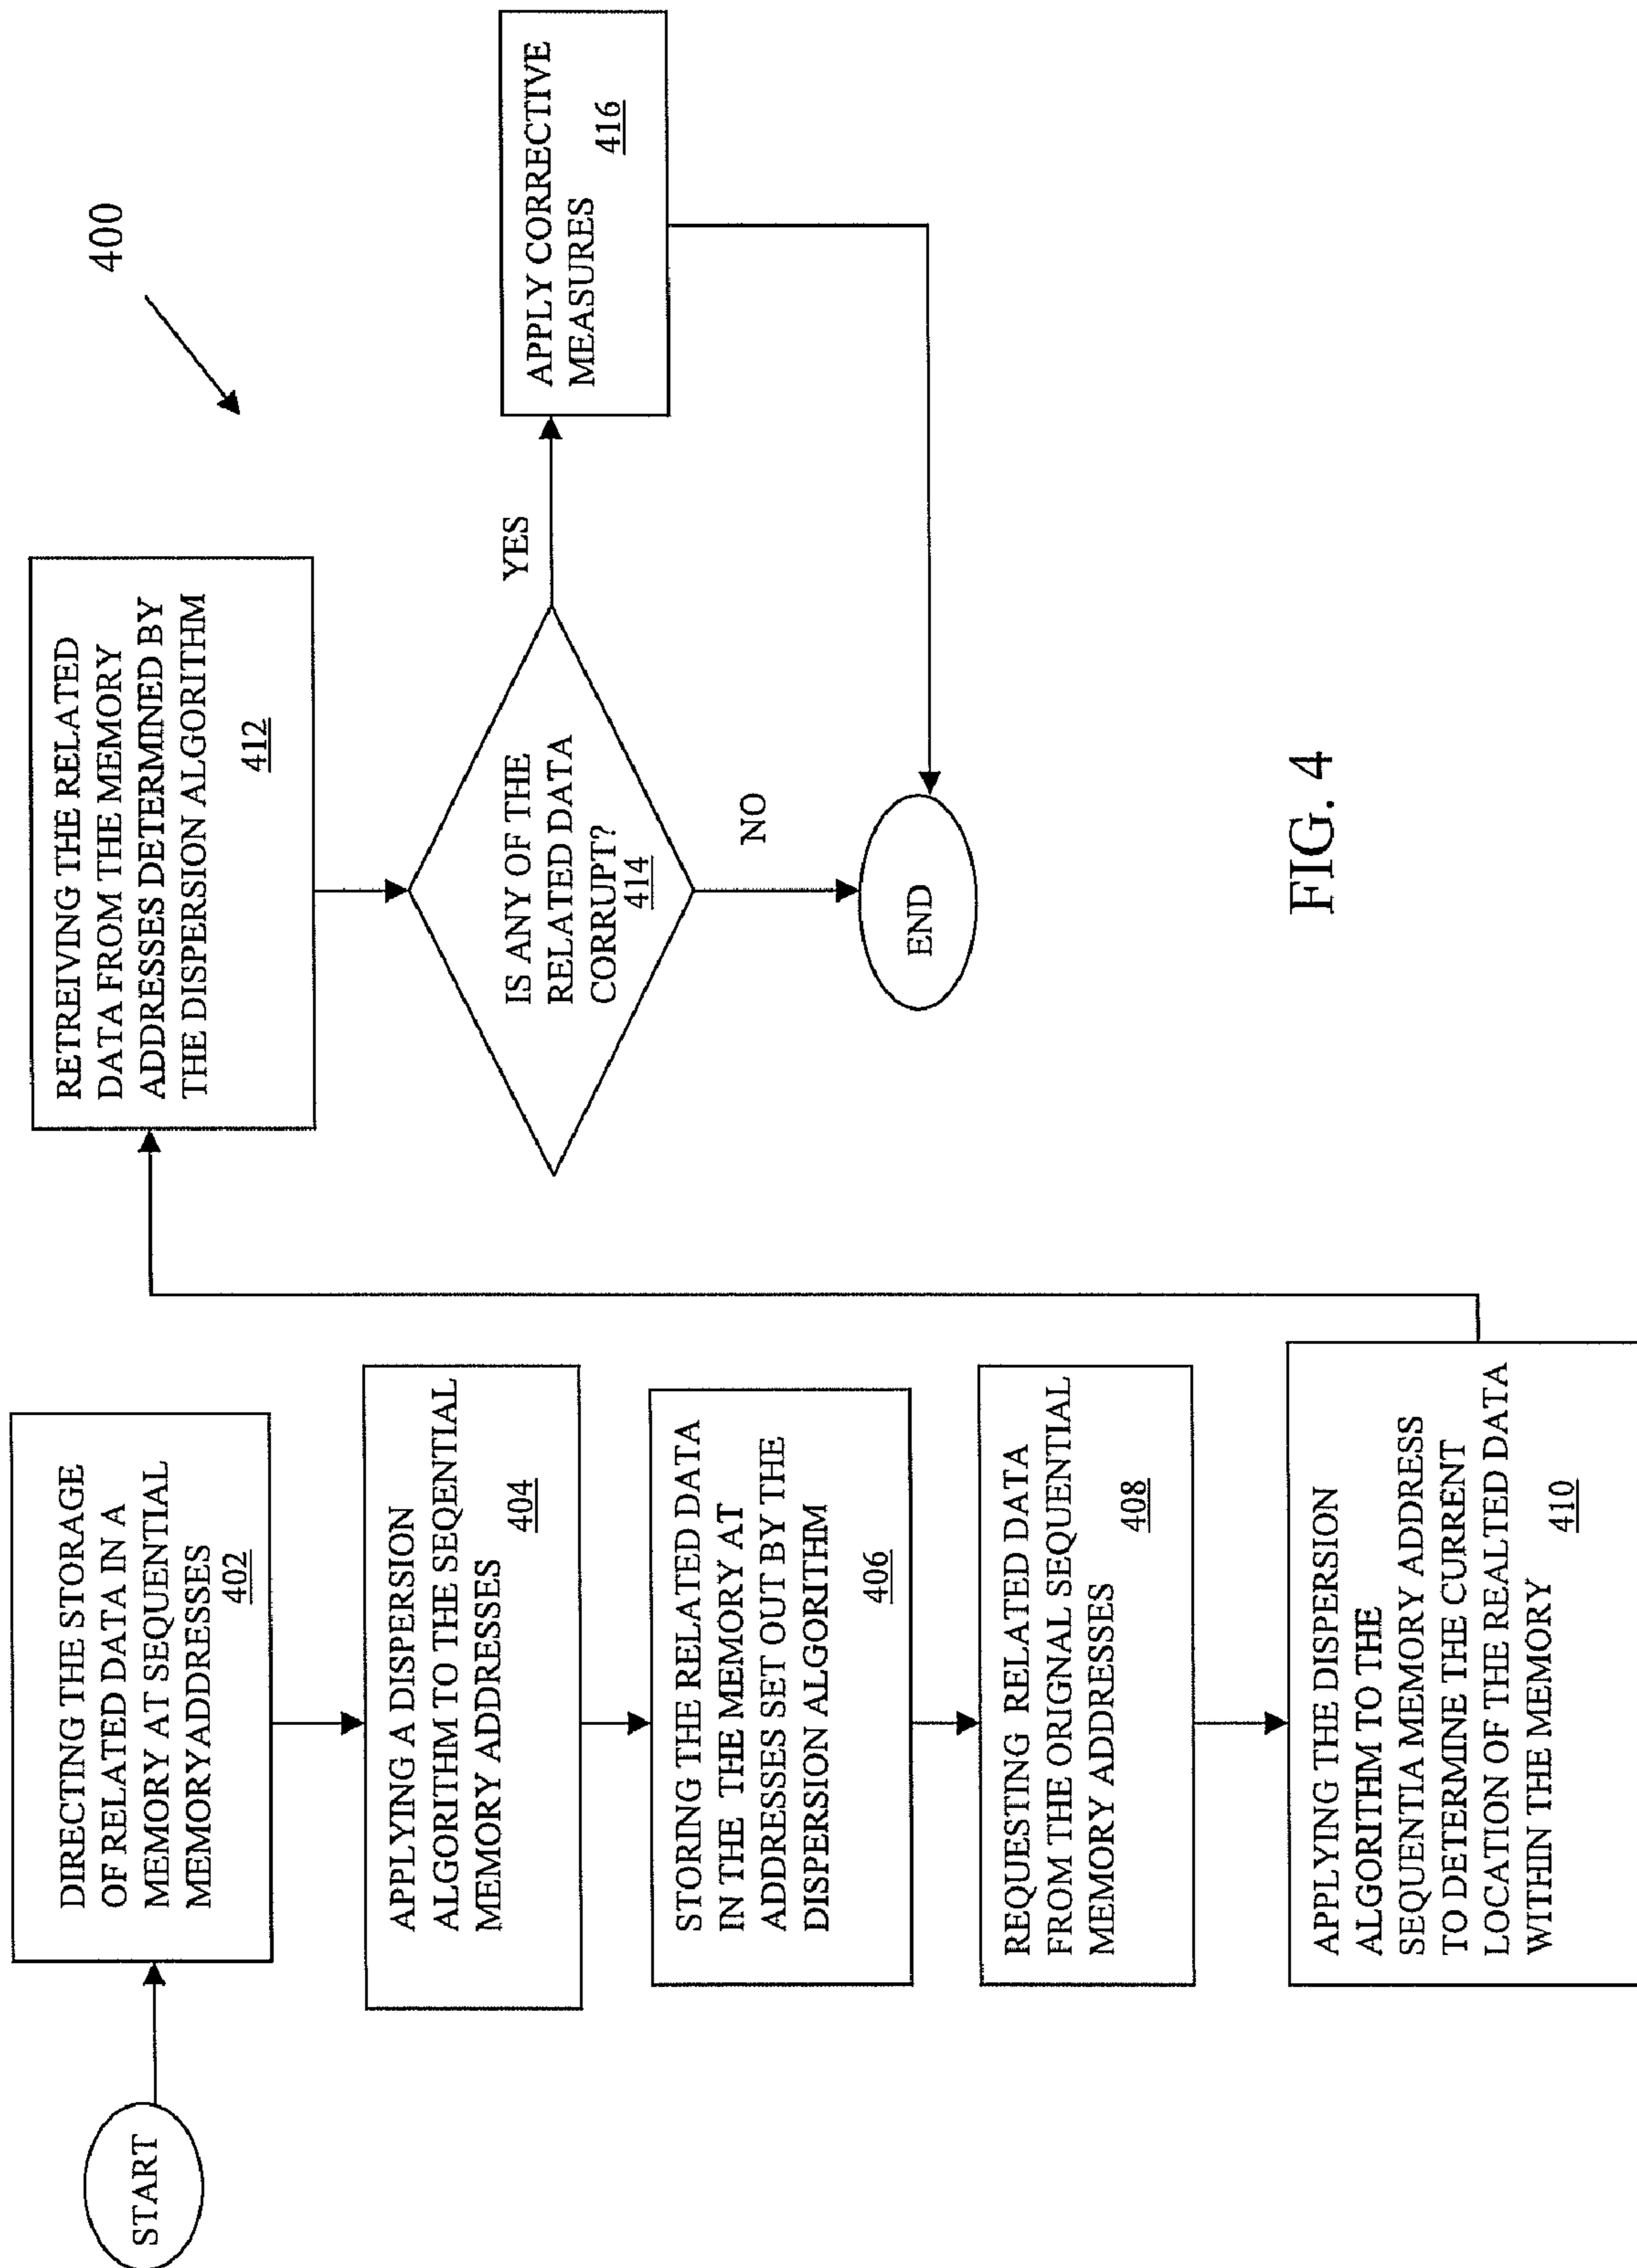 400
START
DIRECTING THE STORAGE
OF RELATED DATA IN A
MEMORY AT SEQUENTIAL
MEMORYADDRESSES
402
APPLYING A DISPERSION
ALGORITHM TO THE SEQENTIAL
MEMORY ADDRESSES
404
STORING THE RELATED DATA
IN THE THE MEMORY AT
ADDRESSES SET OUT BY THE
DISPERSION ALGORITHM
406
REQUESTING RELATED DATA
FROM THE ORIGNAL SEQUENTIAL
MEMORY ADDRESSES
408
APPLYING THE DISPERSION
ALGORITHM TO THE
SEQUENTIA MEMORY ADDRESS
TO DETERMINE THE CURRENT
LOCATION OF THE REALTED DATA
WITHIN THE MEMORY
410
RETREIVING THE RELATED
DATA FROM THE MEMORY
ADDRESSES DETERMINED BY
THE DISPERSION ALGORITHM
412
IS ANY OF THE
RELATED DATA
CORRUPT?
414
YES
APPLY CORRECTIVE
MEASURES
416
NO
END
FIG. 4